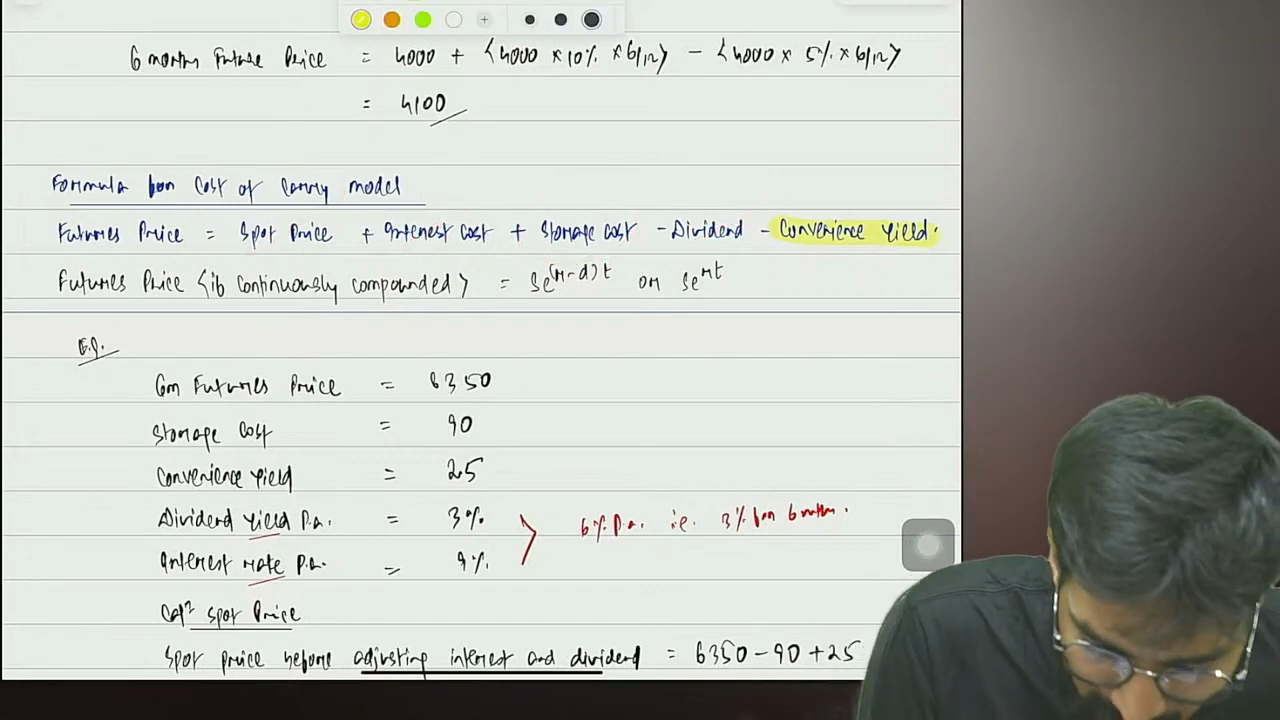 6 months Future Price = 4000 + <4000 × 10% × 6/12> - <4000 × 5% × 6/12>
= 4100
Formula for Cost of Carry model
Futures Price = Spot Price + Interest cost + Storage cost - Dividend - Convenience Yield.
Futures Price <if continuously compounded> = Se^(r-d)t or Se^rt
E.g.
6m Futures Price = 6350
Storage Cost = 90
Convenience Yield = 25
Dividend Yield P.a. = 3% > 6% P.a. i.e. 3% for 6 months.
Interest rate P.a. = 9%
Calⁿ Spot Price
Spot price before adjusting interest and dividend = 6350 - 90 + 25